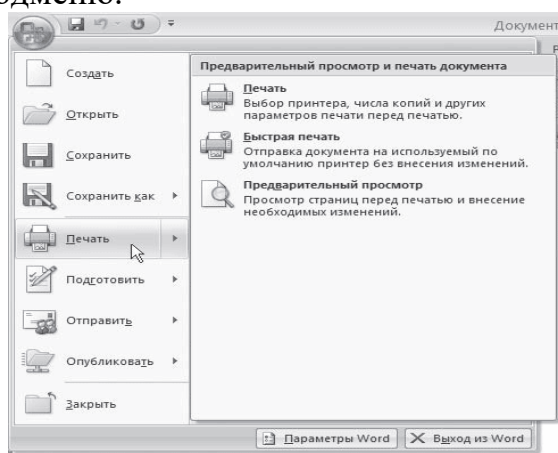 одменю.
Документ
Создать
Открыть
Сохранить
Сохранить как
Печать
Подготовить
Отправить
Опубликовать
Закрыть
Предварительный просмотр и печать документа
Печать
Выбор принтера, числа копий и других
параметров печати перед печатью.
Быстрая печать
Отправка документа на используемый по
умолчанию принтер без внесения изменений.
Предварительный просмотр
Просмотр страниц перед печатью и внесение
необходимых изменений.
Параметры Word
Выход из Word